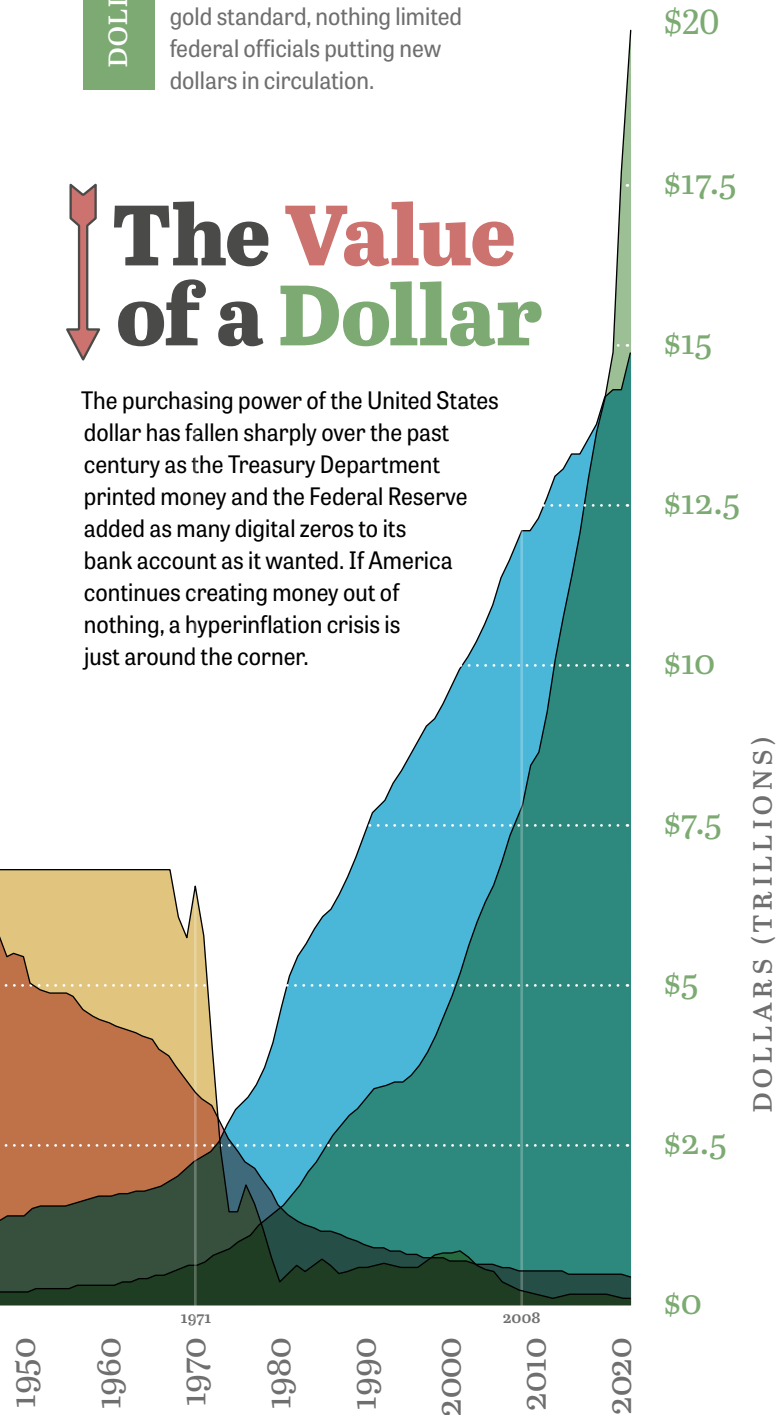 DOLL
gold standard, nothing limited
federal officials putting new
dollars in circulation.
The Value
of a Dollar
The purchasing power of the United States
dollar has fallen sharply over the past
century as the Treasury Department
printed money and the Federal Reserve
added as many digital zeros to its
bank account as it wanted. If America
continues creating money out of
nothing, a hyperinflation crisis is
just around the corner.
$20
$17.5
$15
$12.5
$10
$7.5
$5
$2.5
$0
DOLLARS (TRILLIONS)
1971
2008
1950
1960
1970
1980
1990
2000
2010
2020